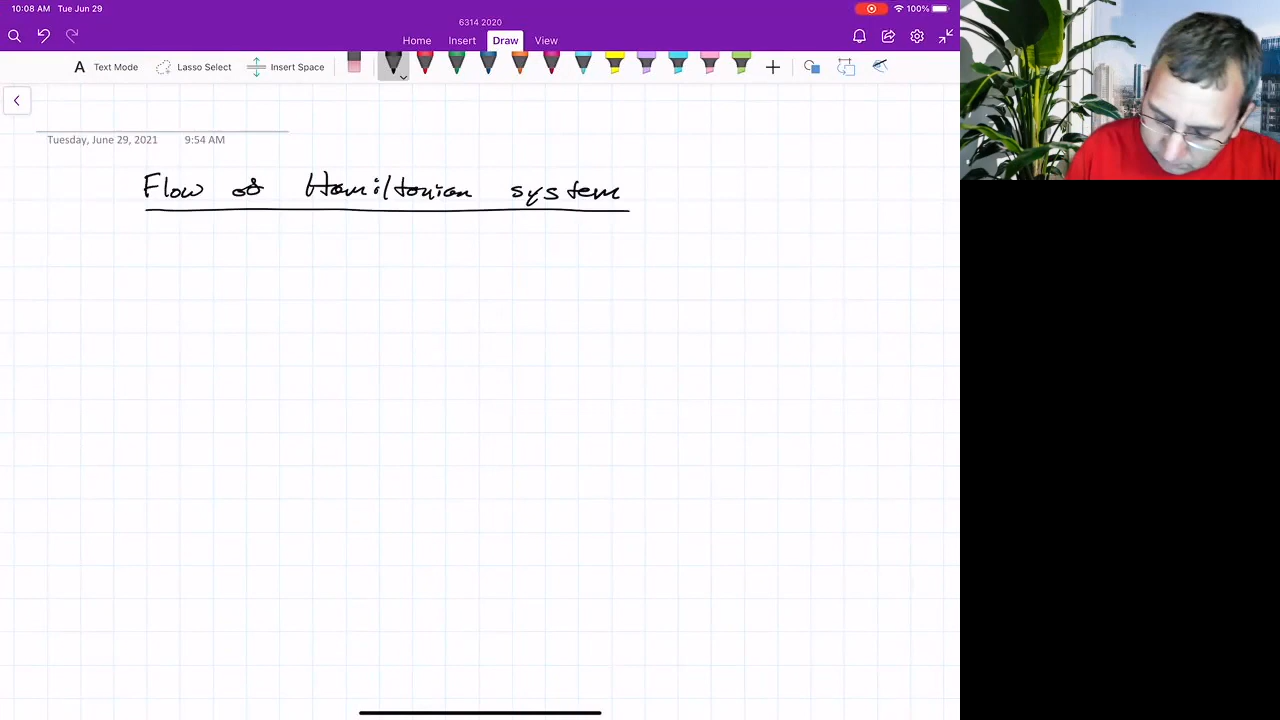 10:08 AM Tue Jun 29
100%
6314 2020
Home Insert Draw View
Text Mode Lasso Select Insert Space
Tuesday, June 29, 2021 9:54 AM
Flow of Hamiltonian system